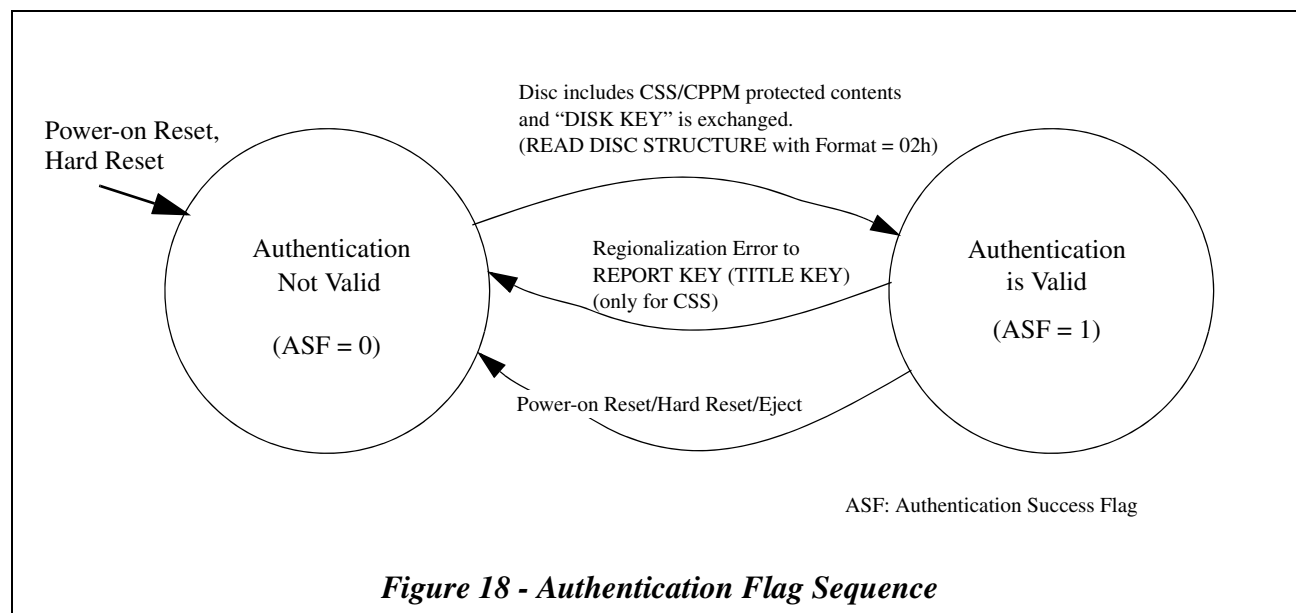 Disc includes CSS/CPPM protected contents
and “DISK KEY” is exchanged.
(READ DISC STRUCTURE with Format = 02h)
Power-on Reset,
Hard Reset
Authentication
Not Valid
(ASF = 0)
Regionalization Error to
REPORT KEY (TITLE KEY)
(only for CSS)
Authentication
is Valid
(ASF = 1)
Power-on Reset/Hard Reset/Eject
ASF: Authentication Success Flag
Figure 18 - Authentication Flag Sequence